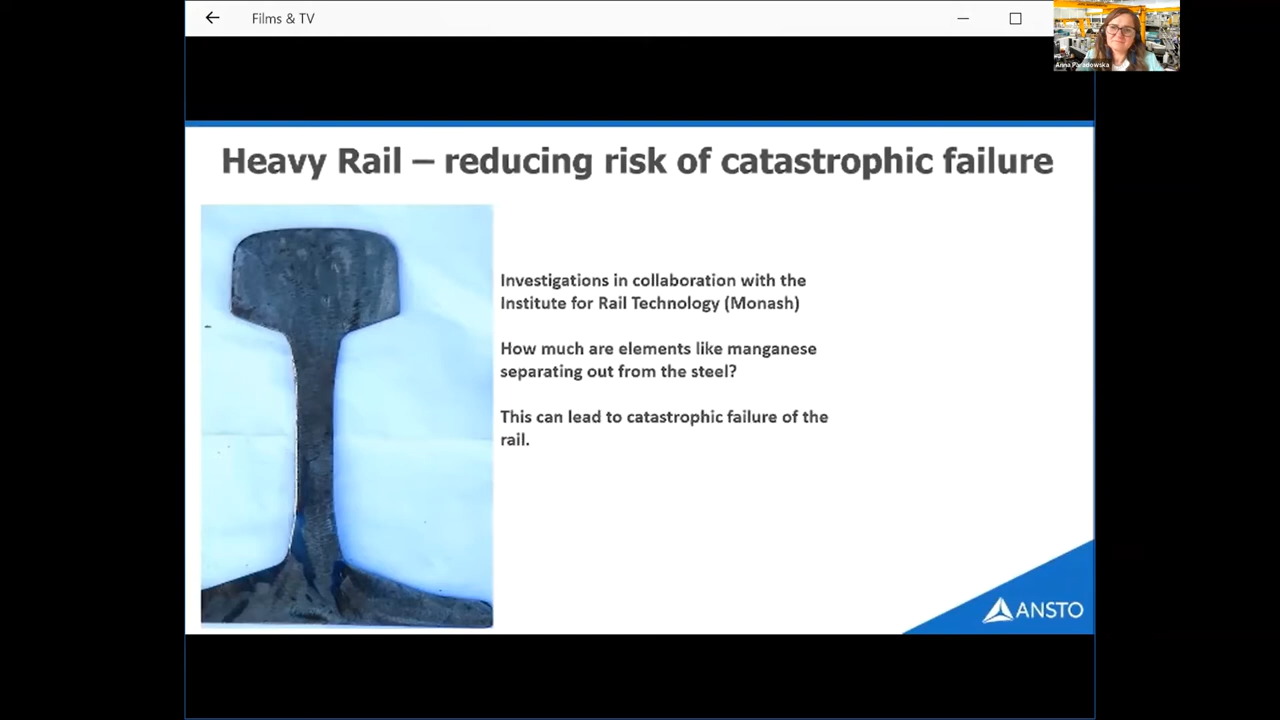 Films & TV
Anna Paradowska
Heavy Rail – reducing risk of catastrophic failure
Investigations in collaboration with the
Institute for Rail Technology (Monash)
How much are elements like manganese
separating out from the steel?
This can lead to catastrophic failure of the
rail.
ANSTO